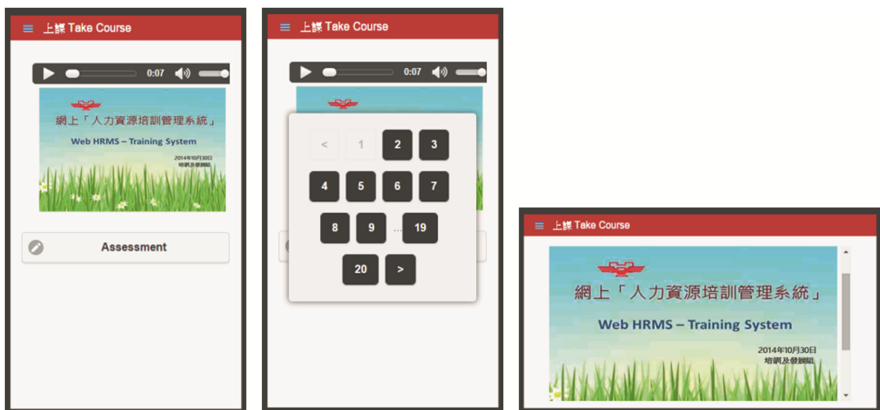 上課 Take Course
0:07
網上「人力資源培訓管理系統」
Web HRMS – Training System
2014年10月30日
培訓及發展組
Assessment
上課 Take Course
0:07
< 1 2 3
4 5 6 7
8 9 ... 19
20 >
上課 Take Course
網上「人力資源培訓管理系統」
Web HRMS – Training System
2014年10月30日
培訓及發展組